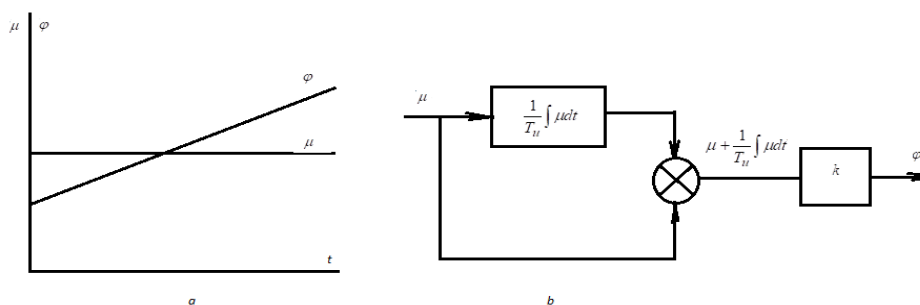 μ φ
φ
μ
t
a
μ
1/T_u ∫ μdt
μ + 1/T_u ∫ μdt
k
φ
b